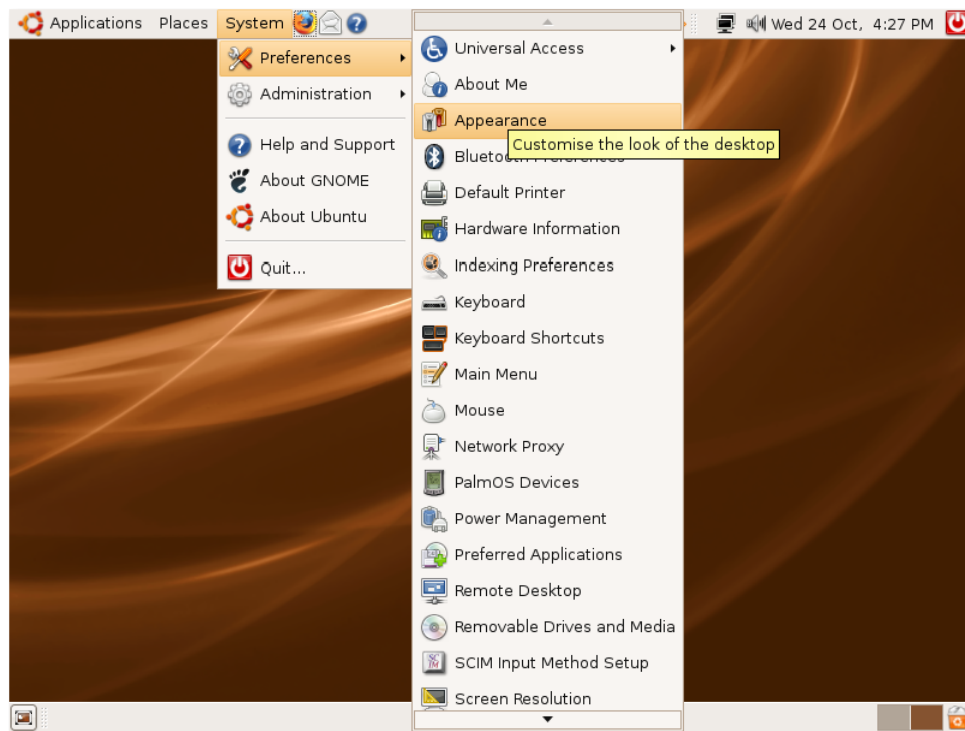 Applications Places System Wed 24 Oct, 4:27 PM
Preferences
Administration
Help and Support
About GNOME
About Ubuntu
Quit...
Universal Access
About Me
Appearance
Customise the look of the desktop
Bluetooth Preferences
Default Printer
Hardware Information
Indexing Preferences
Keyboard
Keyboard Shortcuts
Main Menu
Mouse
Network Proxy
PalmOS Devices
Power Management
Preferred Applications
Remote Desktop
Removable Drives and Media
SCIM Input Method Setup
Screen Resolution